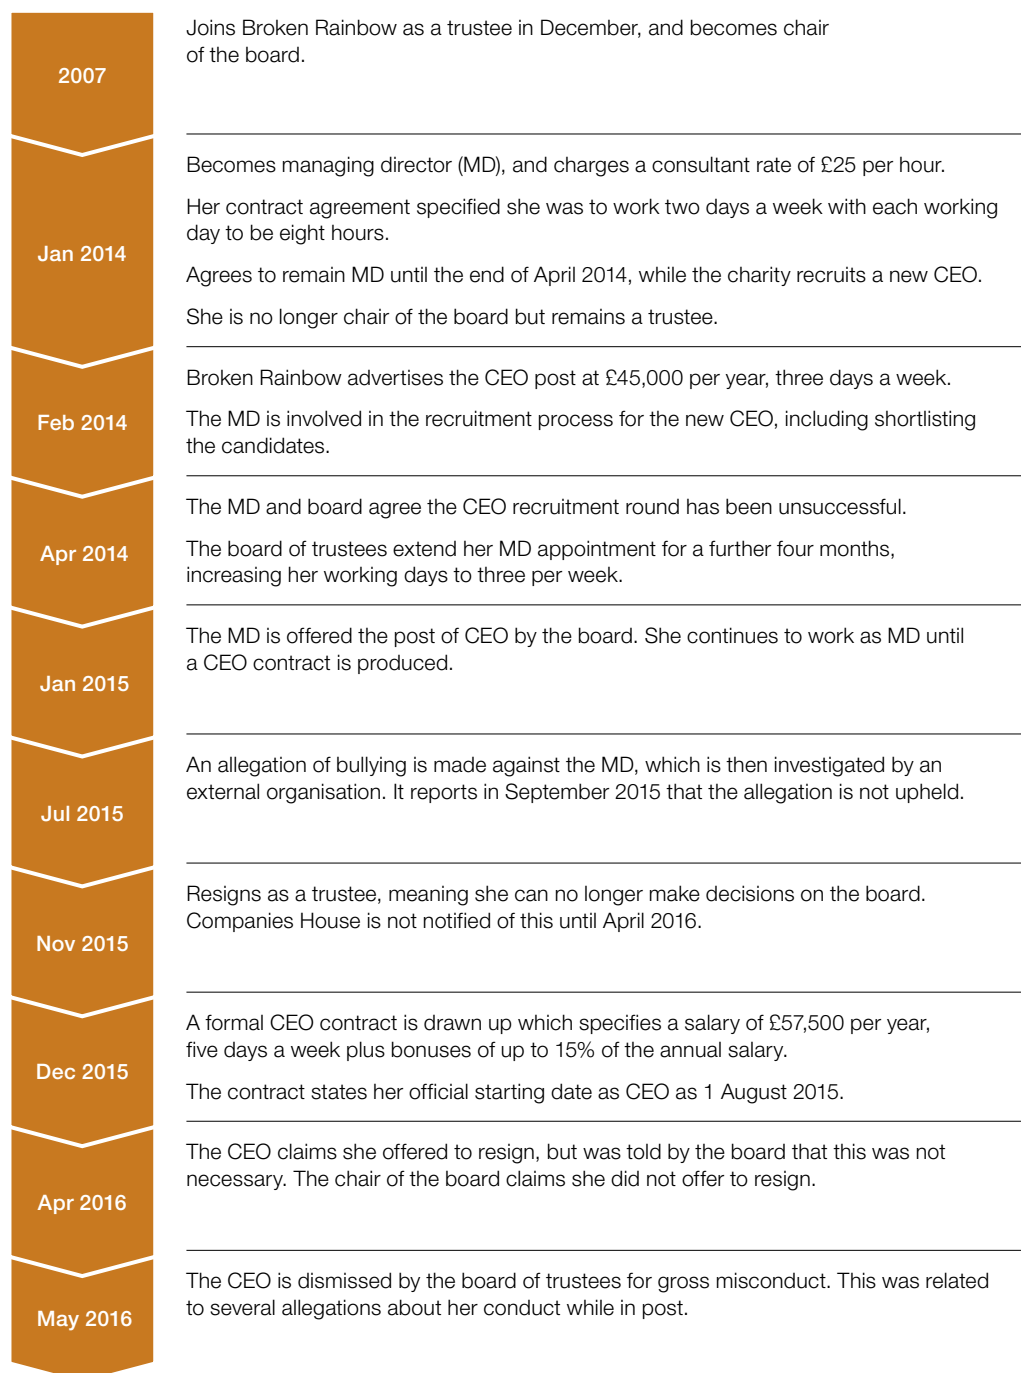 2007
Joins Broken Rainbow as a trustee in December, and becomes chair
of the board.
Jan 2014
Becomes managing director (MD), and charges a consultant rate of £25 per hour.
Her contract agreement specified she was to work two days a week with each working
day to be eight hours.
Agrees to remain MD until the end of April 2014, while the charity recruits a new CEO.
She is no longer chair of the board but remains a trustee.
Feb 2014
Broken Rainbow advertises the CEO post at £45,000 per year, three days a week.
The MD is involved in the recruitment process for the new CEO, including shortlisting
the candidates.
Apr 2014
The MD and board agree the CEO recruitment round has been unsuccessful.
The board of trustees extend her MD appointment for a further four months,
increasing her working days to three per week.
Jan 2015
The MD is offered the post of CEO by the board. She continues to work as MD until
a CEO contract is produced.
Jul 2015
An allegation of bullying is made against the MD, which is then investigated by an
external organisation. It reports in September 2015 that the allegation is not upheld.
Nov 2015
Resigns as a trustee, meaning she can no longer make decisions on the board.
Companies House is not notified of this until April 2016.
Dec 2015
A formal CEO contract is drawn up which specifies a salary of £57,500 per year,
five days a week plus bonuses of up to 15% of the annual salary.
The contract states her official starting date as CEO as 1 August 2015.
Apr 2016
The CEO claims she offered to resign, but was told by the board that this was not
necessary. The chair of the board claims she did not offer to resign.
May 2016
The CEO is dismissed by the board of trustees for gross misconduct. This was related
to several allegations about her conduct while in post.